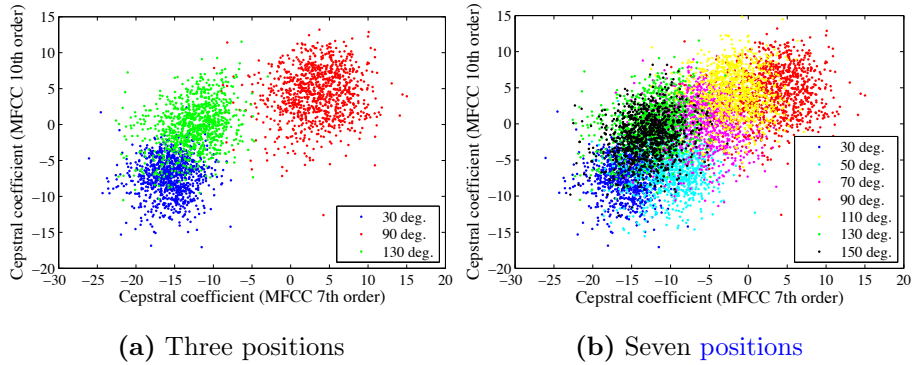 15
10
5
0
−5
−10
−15
−20
−30 −25 −20 −15 −10 −5 0 5 10 15 20
Cepstral coefficient (MFCC 10th order)
Cepstral coefficient (MFCC 7th order)
30 deg.
90 deg.
130 deg.
(a) Three positions
15
10
5
0
−5
−10
−15
−20
−30 −25 −20 −15 −10 −5 0 5 10 15 20
Cepstral coefficient (MFCC 10th order)
Cepstral coefficient (MFCC 7th order)
30 deg.
50 deg.
70 deg.
90 deg.
110 deg.
130 deg.
150 deg.
(b) Seven positions